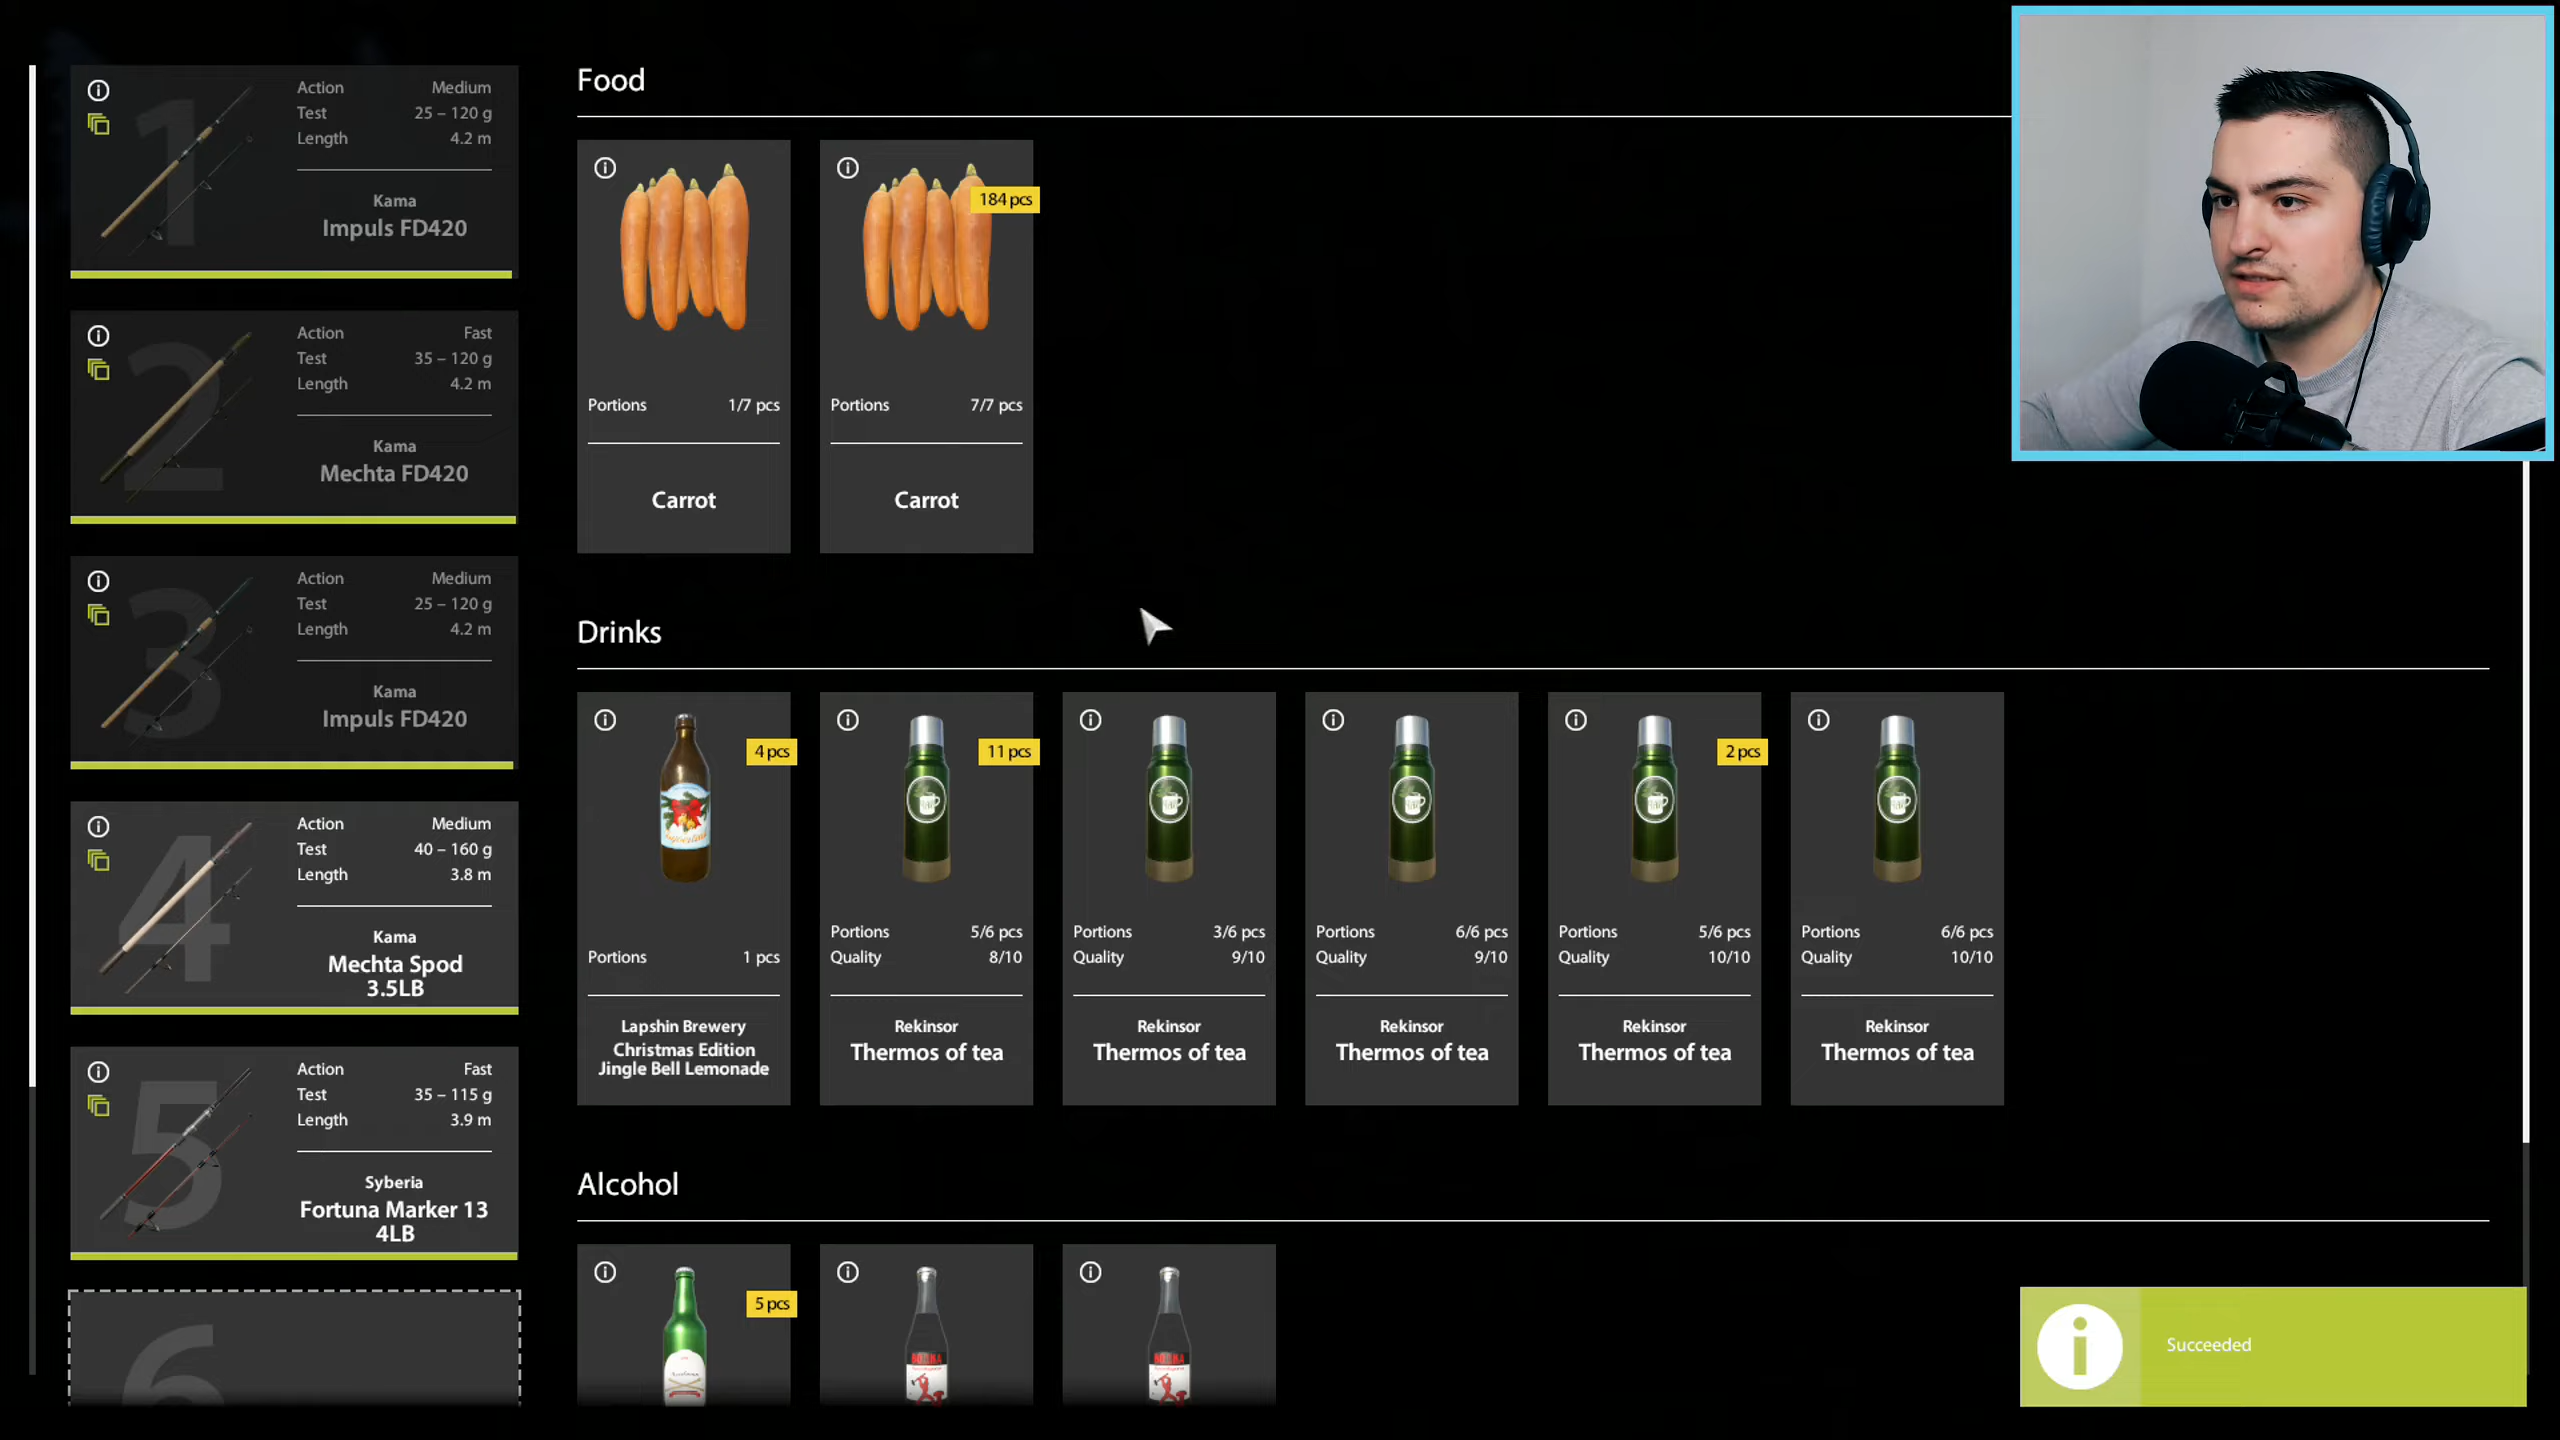 1
Action Medium
Test 25 – 120 g
Length 4.2 m
Kama
Impuls FD420
2
Action Fast
Test 35 – 120 g
Length 4.2 m
Kama
Mechta FD420
3
Action Medium
Test 25 – 120 g
Length 4.2 m
Kama
Impuls FD420
4
Action Medium
Test 40 – 160 g
Length 3.8 m
Kama
Mechta Spod
3.5LB
5
Action Fast
Test 35 – 115 g
Length 3.9 m
Syberia
Fortuna Marker 13
4LB
6
Food
Portions 1/7 pcs
Carrot
184 pcs
Portions 7/7 pcs
Carrot
Drinks
4 pcs
Portions 1 pcs
Lapshin Brewery
Christmas Edition
Jingle Bell Lemonade
11 pcs
Portions 5/6 pcs
Quality 8/10
Rekinsor
Thermos of tea
Portions 3/6 pcs
Quality 9/10
Rekinsor
Thermos of tea
Portions 6/6 pcs
Quality 9/10
Rekinsor
Thermos of tea
2 pcs
Portions 5/6 pcs
Quality 10/10
Rekinsor
Thermos of tea
Portions 6/6 pcs
Quality 10/10
Rekinsor
Thermos of tea
Alcohol
5 pcs
Succeeded